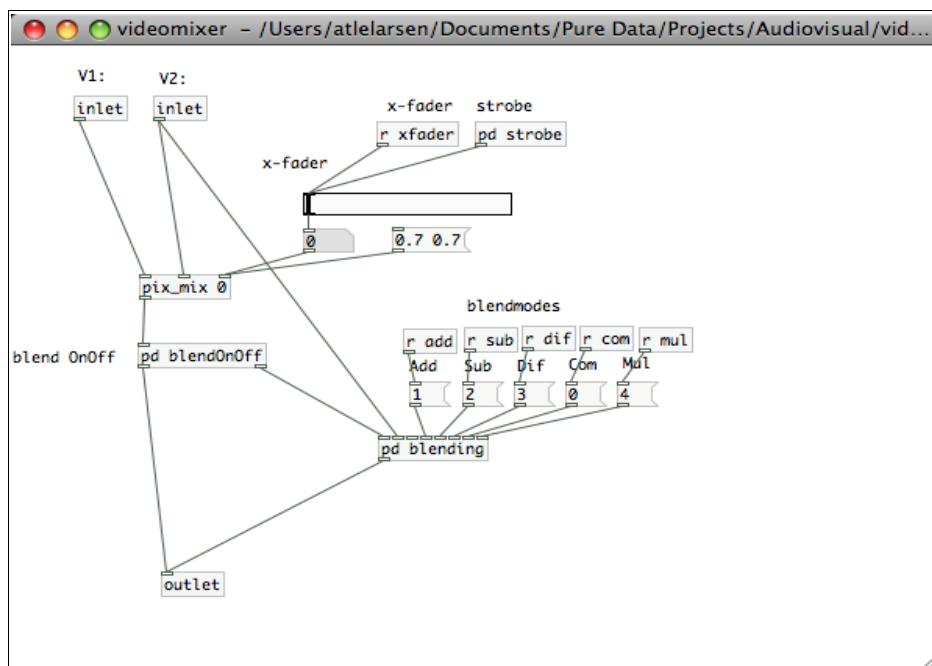 videomixer – /Users/atlelarsen/Documents/Pure Data/Projects/Audiovisual/vid...
V1:
V2:
inlet
inlet
x-fader
strobe
r xfader
pd strobe
x-fader
0
0.7 0.7
pix_mix 0
blendmodes
r add
r sub
r dif
r com
r mul
blend OnOff
pd blendOnOff
Add
Sub
Dif
Com
Mul
1
2
3
0
4
pd blending
outlet